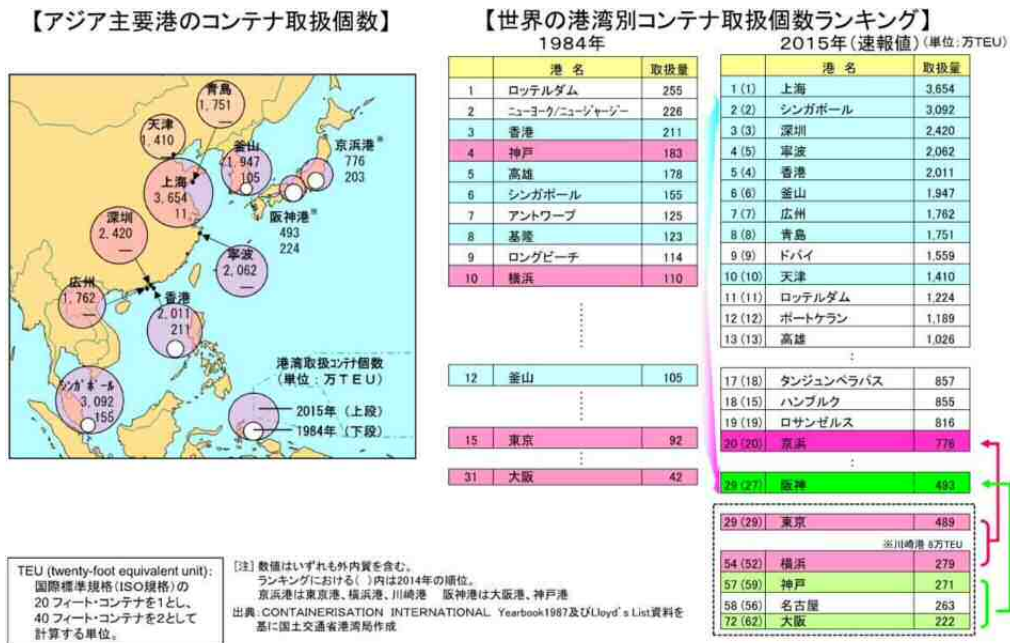 【アジア主要港のコンテナ取扱個数】
青島
1,751
―
天津
1,410
―
釜山
1,947
105
京浜港※
776
203
上海
3,654
11
阪神港※
493
224
深圳
2,420
―
寧波
2,062
―
広州
1,762
―
香港
2,011
211
シンガポール
3,092
155
港湾取扱コンテナ個数
(単位:万TEU)
2015年(上段)
1984年(下段)
TEU (twenty-foot equivalent unit):
国際標準規格(ISO規格)の
20フィート・コンテナを1とし、
40フィート・コンテナを2として
計算する単位。
【世界の港湾別コンテナ取扱個数ランキング】
1984年
港 名 取扱量
1 ロッテルダム 255
2 ニューヨーク/ニュージャージー 226
3 香港 211
4 神戸 183
5 高雄 178
6 シンガポール 155
7 アントワープ 125
8 基隆 123
9 ロングビーチ 114
10 横浜 110
12 釜山 105
15 東京 92
31 大阪 42
2015年(速報値) (単位:万TEU)
港 名 取扱量
1 (1) 上海 3,654
2 (2) シンガポール 3,092
3 (3) 深圳 2,420
4 (5) 寧波 2,062
5 (4) 香港 2,011
6 (6) 釜山 1,947
7 (7) 広州 1,762
8 (8) 青島 1,751
9 (9) ドバイ 1,559
10 (10) 天津 1,410
11 (11) ロッテルダム 1,224
12 (12) ポートケラン 1,189
13 (13) 高雄 1,026
17 (18) タンジュンペラパス 857
18 (15) ハンブルク 855
19 (19) ロサンゼルス 816
20 (20) 京浜 776
29 (27) 阪神 493
29 (29) 東京 489
※川崎港 8万TEU
54 (52) 横浜 279
57 (59) 神戸 271
58 (56) 名古屋 263
72 (62) 大阪 222
[注] 数値はいずれも外内貿を含む。
ランキングにおける( )内は2014年の順位。
京浜港は東京港、横浜港、川崎港 阪神港は大阪港、神戸港
出典:CONTAINERISATION INTERNATIONAL Yearbook1987及びLloyd's List資料を
基に国土交通省港湾局作成